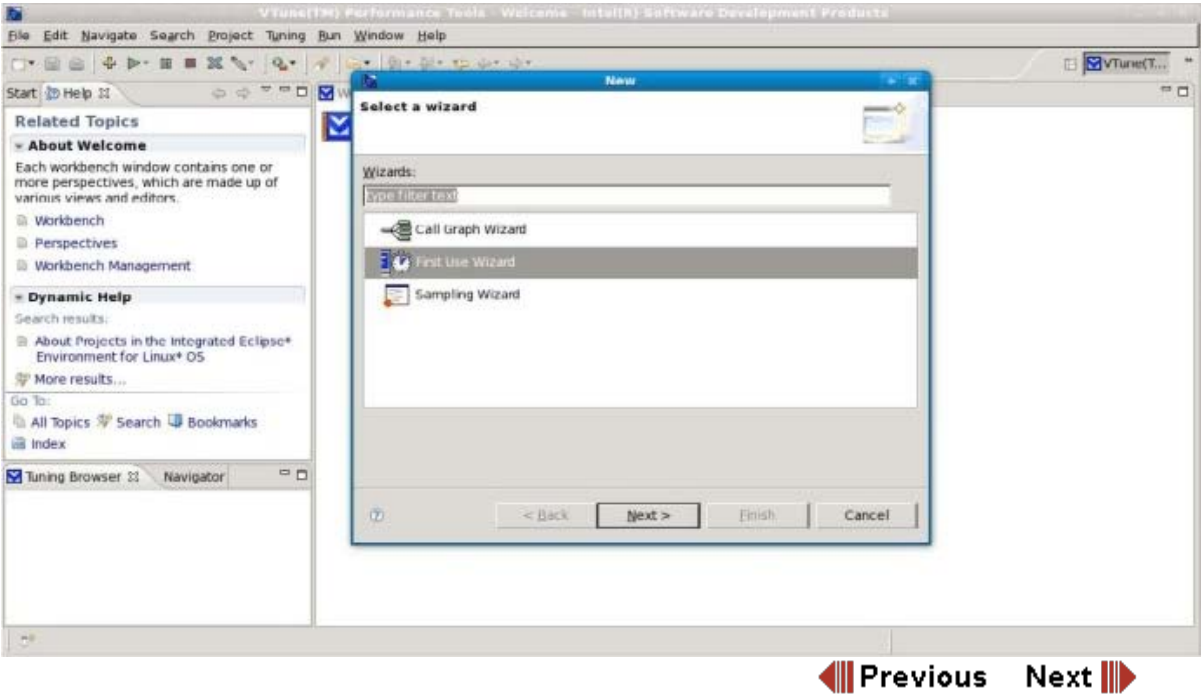 VTune(TM) Performance Tools - Welcome - Intel(R) Software Development Products
File Edit Navigate Search Project Tuning Run Window Help
VTune(T...
Start Help
Related Topics
About Welcome
Each workbench window contains one or
more perspectives, which are made up of
various views and editors.
Workbench
Perspectives
Workbench Management
Dynamic Help
Search results:
About Projects in the Integrated Eclipse*
Environment for Linux* OS
More results...
Go To:
All Topics Search Bookmarks
Index
Tuning Browser Navigator
New
Select a wizard
Wizards:
type filter text
Call Graph Wizard
First Use Wizard
Sampling Wizard
< Back Next > Finish Cancel
Previous Next